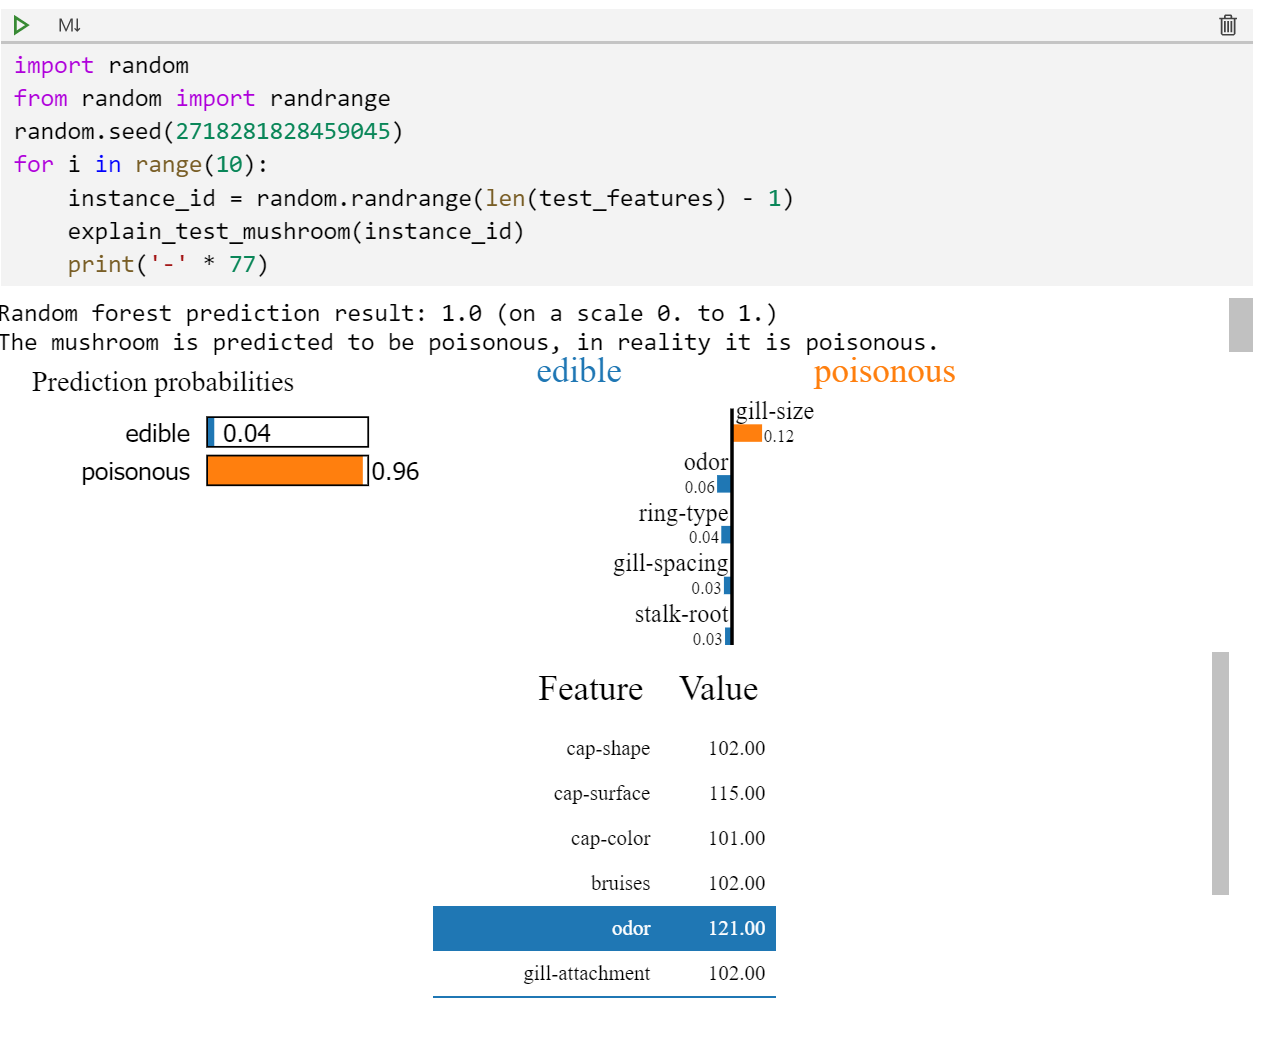 M↓
import random
from random import randrange
random.seed(2718281828459045)
for i in range(10):
    instance_id = random.randrange(len(test_features) - 1)
    explain_test_mushroom(instance_id)
    print('-' * 77)
Random forest prediction result: 1.0 (on a scale 0. to 1.)
The mushroom is predicted to be poisonous, in reality it is poisonous.
Prediction probabilities
edible 0.04
poisonous 0.96
edible poisonous
gill-size
0.12
odor
0.06
ring-type
0.04
gill-spacing
0.03
stalk-root
0.03
Feature Value
cap-shape 102.00
cap-surface 115.00
cap-color 101.00
bruises 102.00
odor 121.00
gill-attachment 102.00